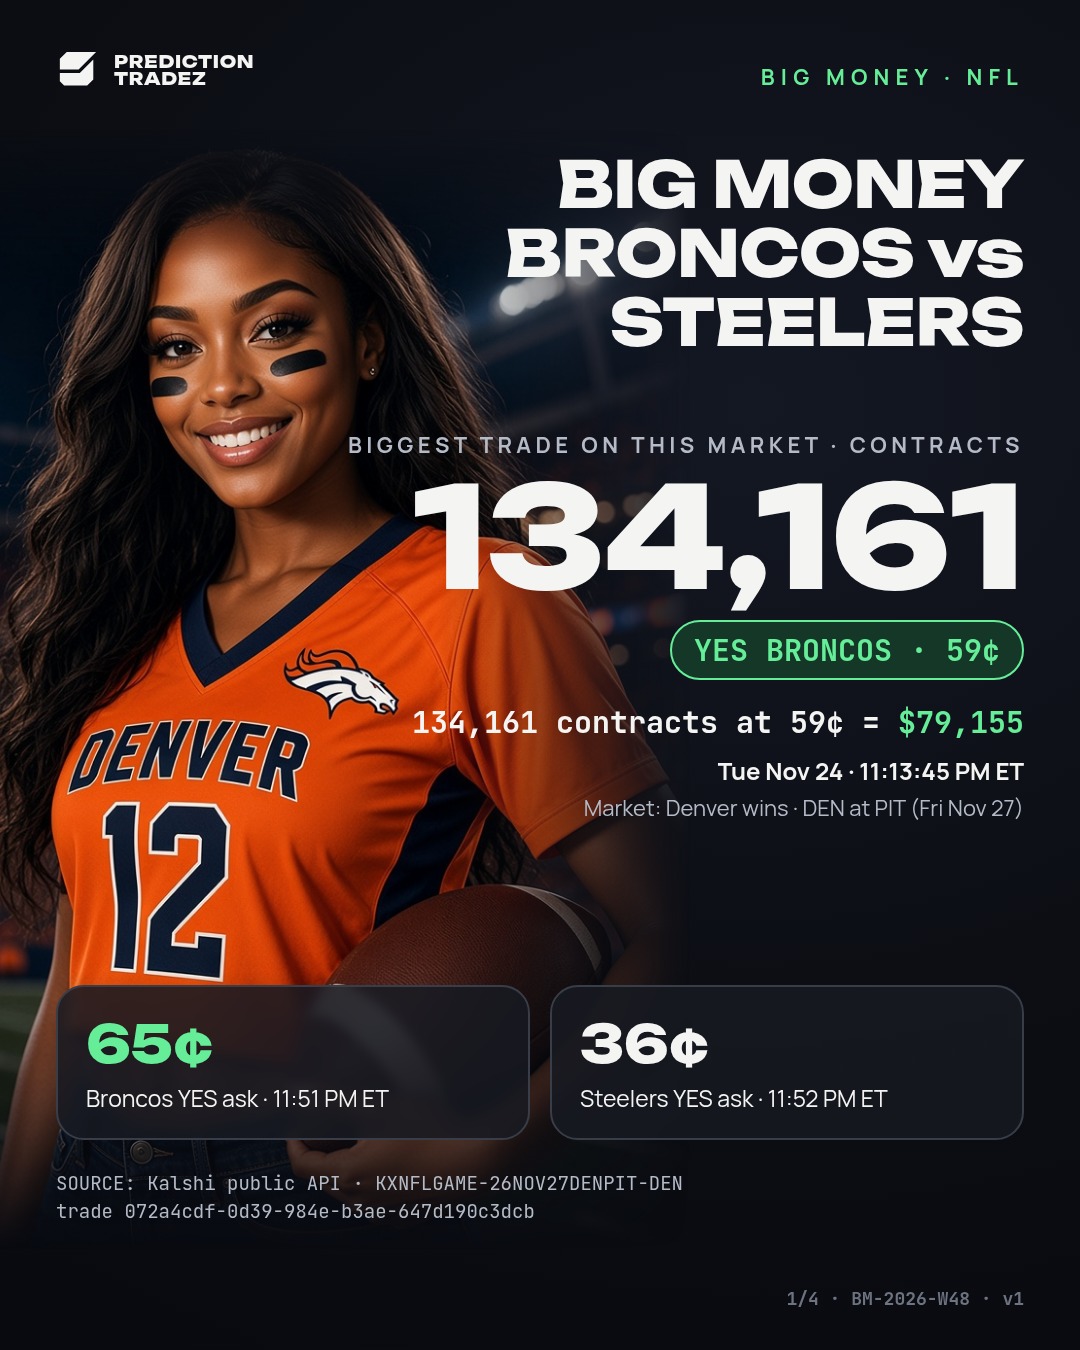 PREDICTION
TRADEZ
BIG MONEY · NFL
BIG MONEY
BRONCOS vs
STEELERS
BIGGEST TRADE ON THIS MARKET · CONTRACTS
134,161
YES BRONCOS · 59¢
134,161 contracts at 59¢ = $79,155
Tue Nov 24 · 11:13:45 PM ET
Market: Denver wins · DEN at PIT (Fri Nov 27)
DENVER
12
65¢
Broncos YES ask · 11:51 PM ET
36¢
Steelers YES ask · 11:52 PM ET
SOURCE: Kalshi public API · KXNFLGAME-26NOV27DENPIT-DEN
trade 072a4cdf-0d39-984e-b3ae-647d190c3dcb
1/4 · BM-2026-W48 · v1